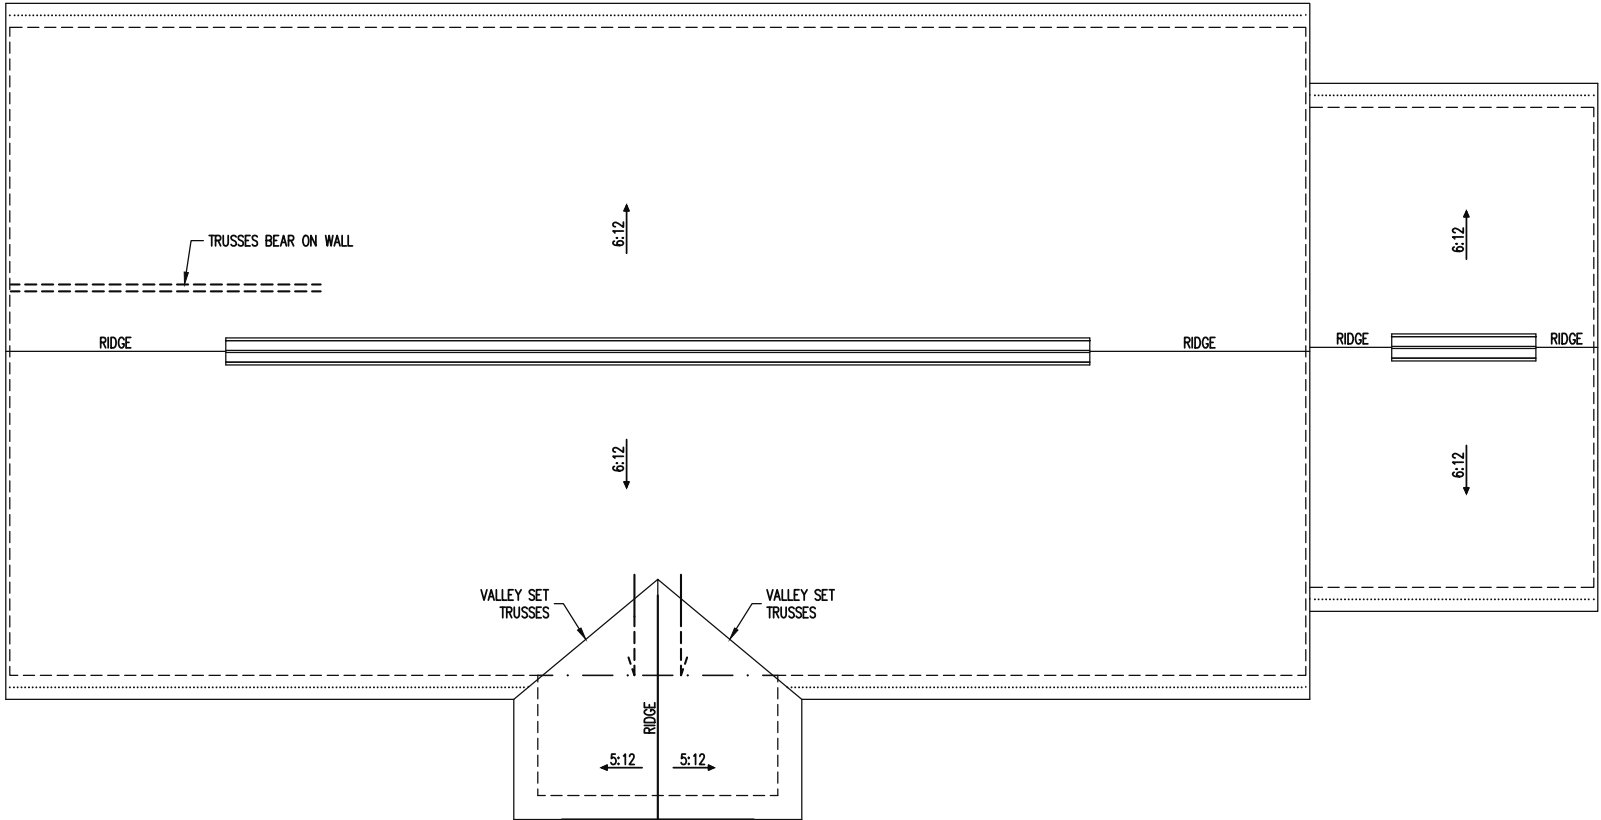 6:12
6:12
TRUSSES BEAR ON WALL
RIDGE
RIDGE
RIDGE
RIDGE
6:12
6:12
VALLEY SET
TRUSSES
VALLEY SET
TRUSSES
RIDGE
5:12
5:12